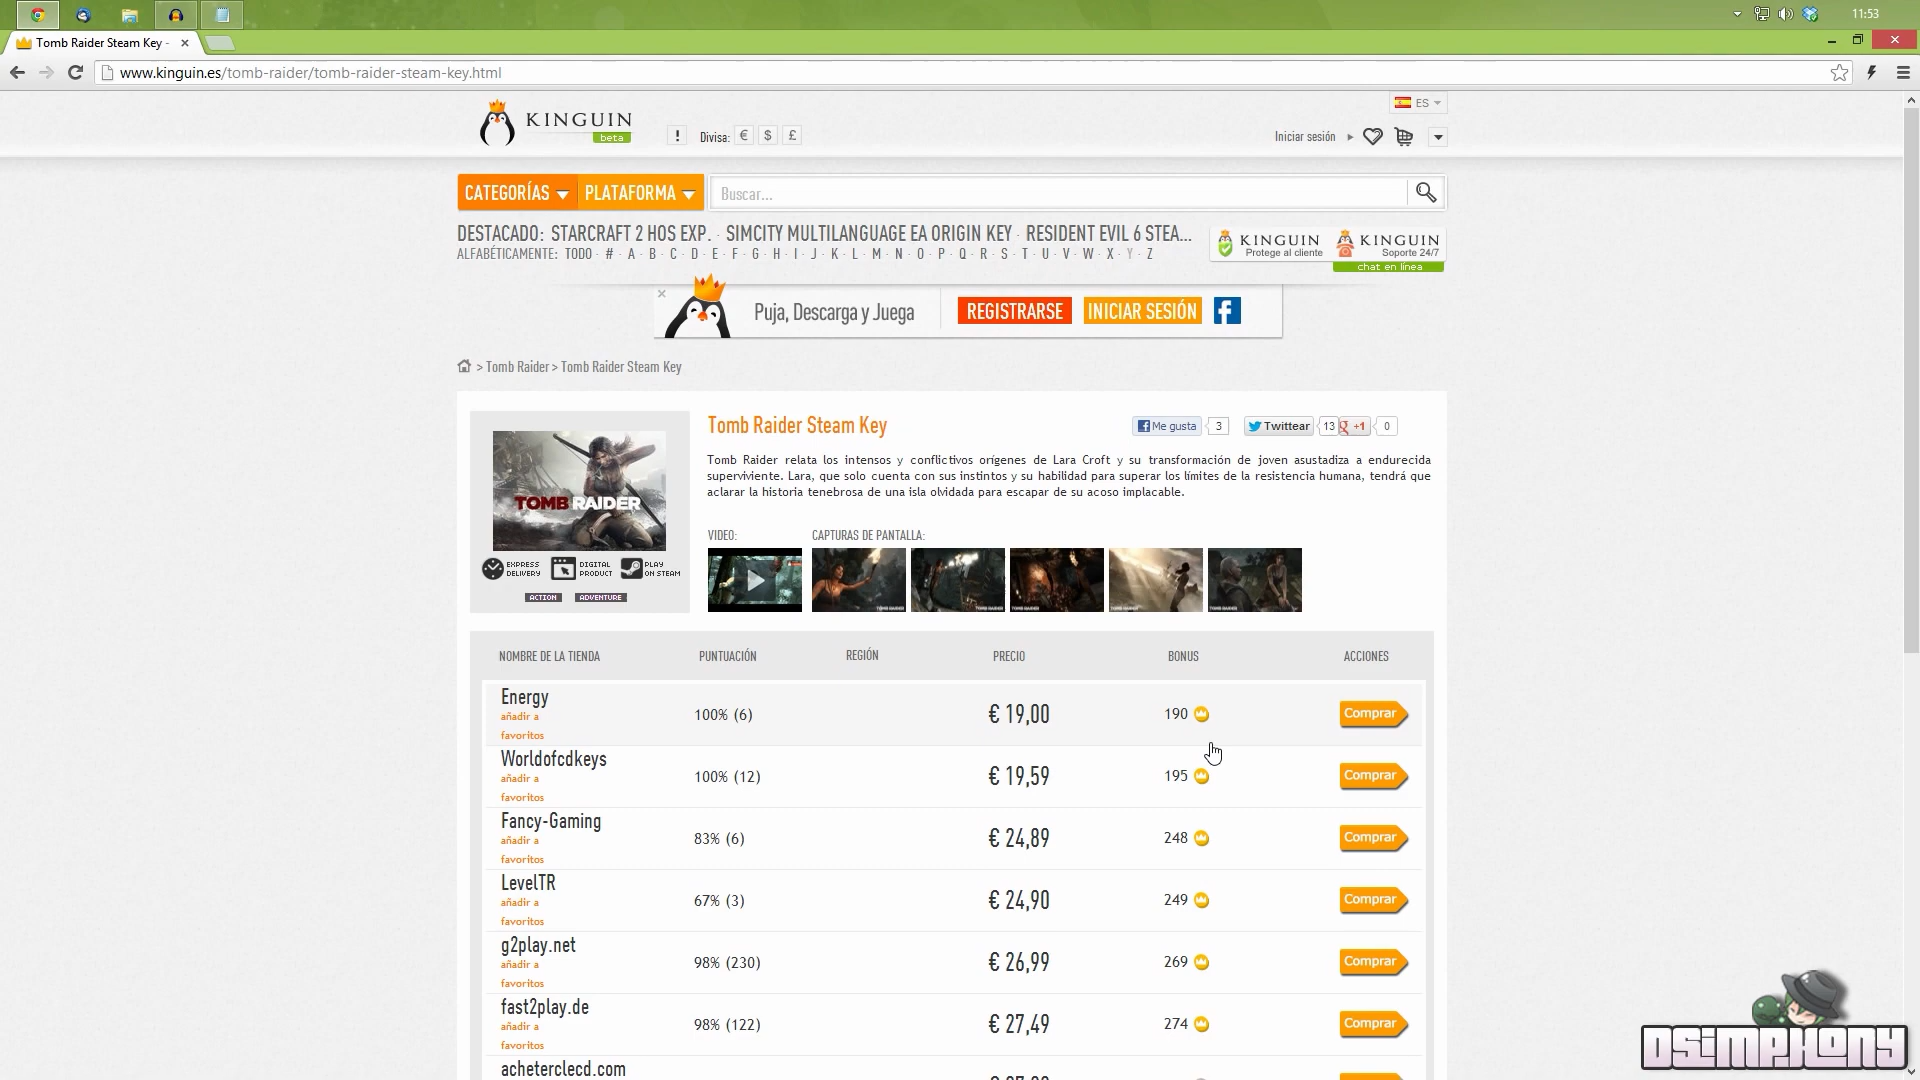 11:53
Tomb Raider Steam Key -
www.kinguin.es/tomb-raider/tomb-raider-steam-key.html
ES
KINGUIN
beta
! Divisa: € $ £
Iniciar sesión
CATEGORÍAS PLATAFORMA Buscar...
DESTACADO: STARCRAFT 2 HOS EXP. · SIMCITY MULTILANGUAGE EA ORIGIN KEY · RESIDENT EVIL 6 STEA...
ALFABÉTICAMENTE: TODO · # · A · B · C · D · E · F · G · H · I · J · K · L · M · N · O · P · Q · R · S · T · U · V · W · X · Y · Z
KINGUIN
Protege al cliente
KINGUIN
Soporte 24/7
chat en línea
Puja, Descarga y Juega REGISTRARSE INICIAR SESIÓN f
> Tomb Raider > Tomb Raider Steam Key
Tomb Raider Steam Key
Me gusta 3 Twittear 13 +1 0
TOMB RAIDER
EXPRESS DELIVERY
DIGITAL PRODUCT
PLAY ON STEAM
ACTION ADVENTURE
Tomb Raider relata los intensos y conflictivos orígenes de Lara Croft y su transformación de joven asustadiza a endurecida
superviviente. Lara, que solo cuenta con sus instintos y su habilidad para superar los límites de la resistencia humana, tendrá que
aclarar la historia tenebrosa de una isla olvidada para escapar de su acoso implacable.
VIDEO: CAPTURAS DE PANTALLA:
NOMBRE DE LA TIENDA PUNTUACIÓN REGIÓN PRECIO BONUS ACCIONES
Energy
añadir a
favoritos
100% (6) € 19,00 190 Comprar
Worldofcdkeys
añadir a
favoritos
100% (12) € 19,59 195 Comprar
Fancy-Gaming
añadir a
favoritos
83% (6) € 24,89 248 Comprar
LevelTR
añadir a
favoritos
67% (3) € 24,90 249 Comprar
g2play.net
añadir a
favoritos
98% (230) € 26,99 269 Comprar
fast2play.de
añadir a
favoritos
98% (122) € 27,49 274 Comprar
acheterclecd.com
DSIMPHONY